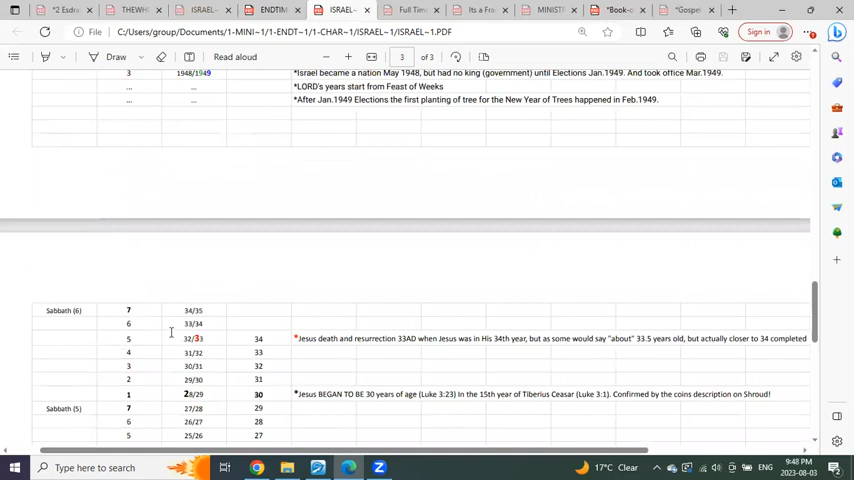 *2 Esdra
THEWH
ISRAEL-
ENDTIM
ISRAEL~
Full Tim
Its a Fra
MINISTI
*Book-o
*Gospel
File C:/Users/group/Documents/1-MINI~1/1-ENDT~1/1-CHAR~1/ISRAEL~1/ISRAEL~1.PDF
Sign in
Draw
Read aloud
3 of 3
3 1948/1949 *Israel became a nation May 1948, but had no king (government) until Elections Jan.1949. And took office Mar.1949.
... ... *LORD's years start from Feast of Weeks
... ... *After Jan.1949 Elections the first planting of tree for the New Year of Trees happened in Feb.1949.
Sabbath (6) 7 34/35
6 33/34
5 32/33 34 *Jesus death and resurrection 33AD when Jesus was in His 34th year, but as some would say "about" 33.5 years old, but actually closer to 34 completed
4 31/32 33
3 30/31 32
2 29/30 31
1 28/29 30 *Jesus BEGAN TO BE 30 years of age (Luke 3:23) In the 15th year of Tiberius Ceasar (Luke 3:1). Confirmed by the coins description on Shroud!
Sabbath (5) 7 27/28 29
6 26/27 28
5 25/26 27
Type here to search
17°C Clear
ENG
9:48 PM
2023-08-03
2